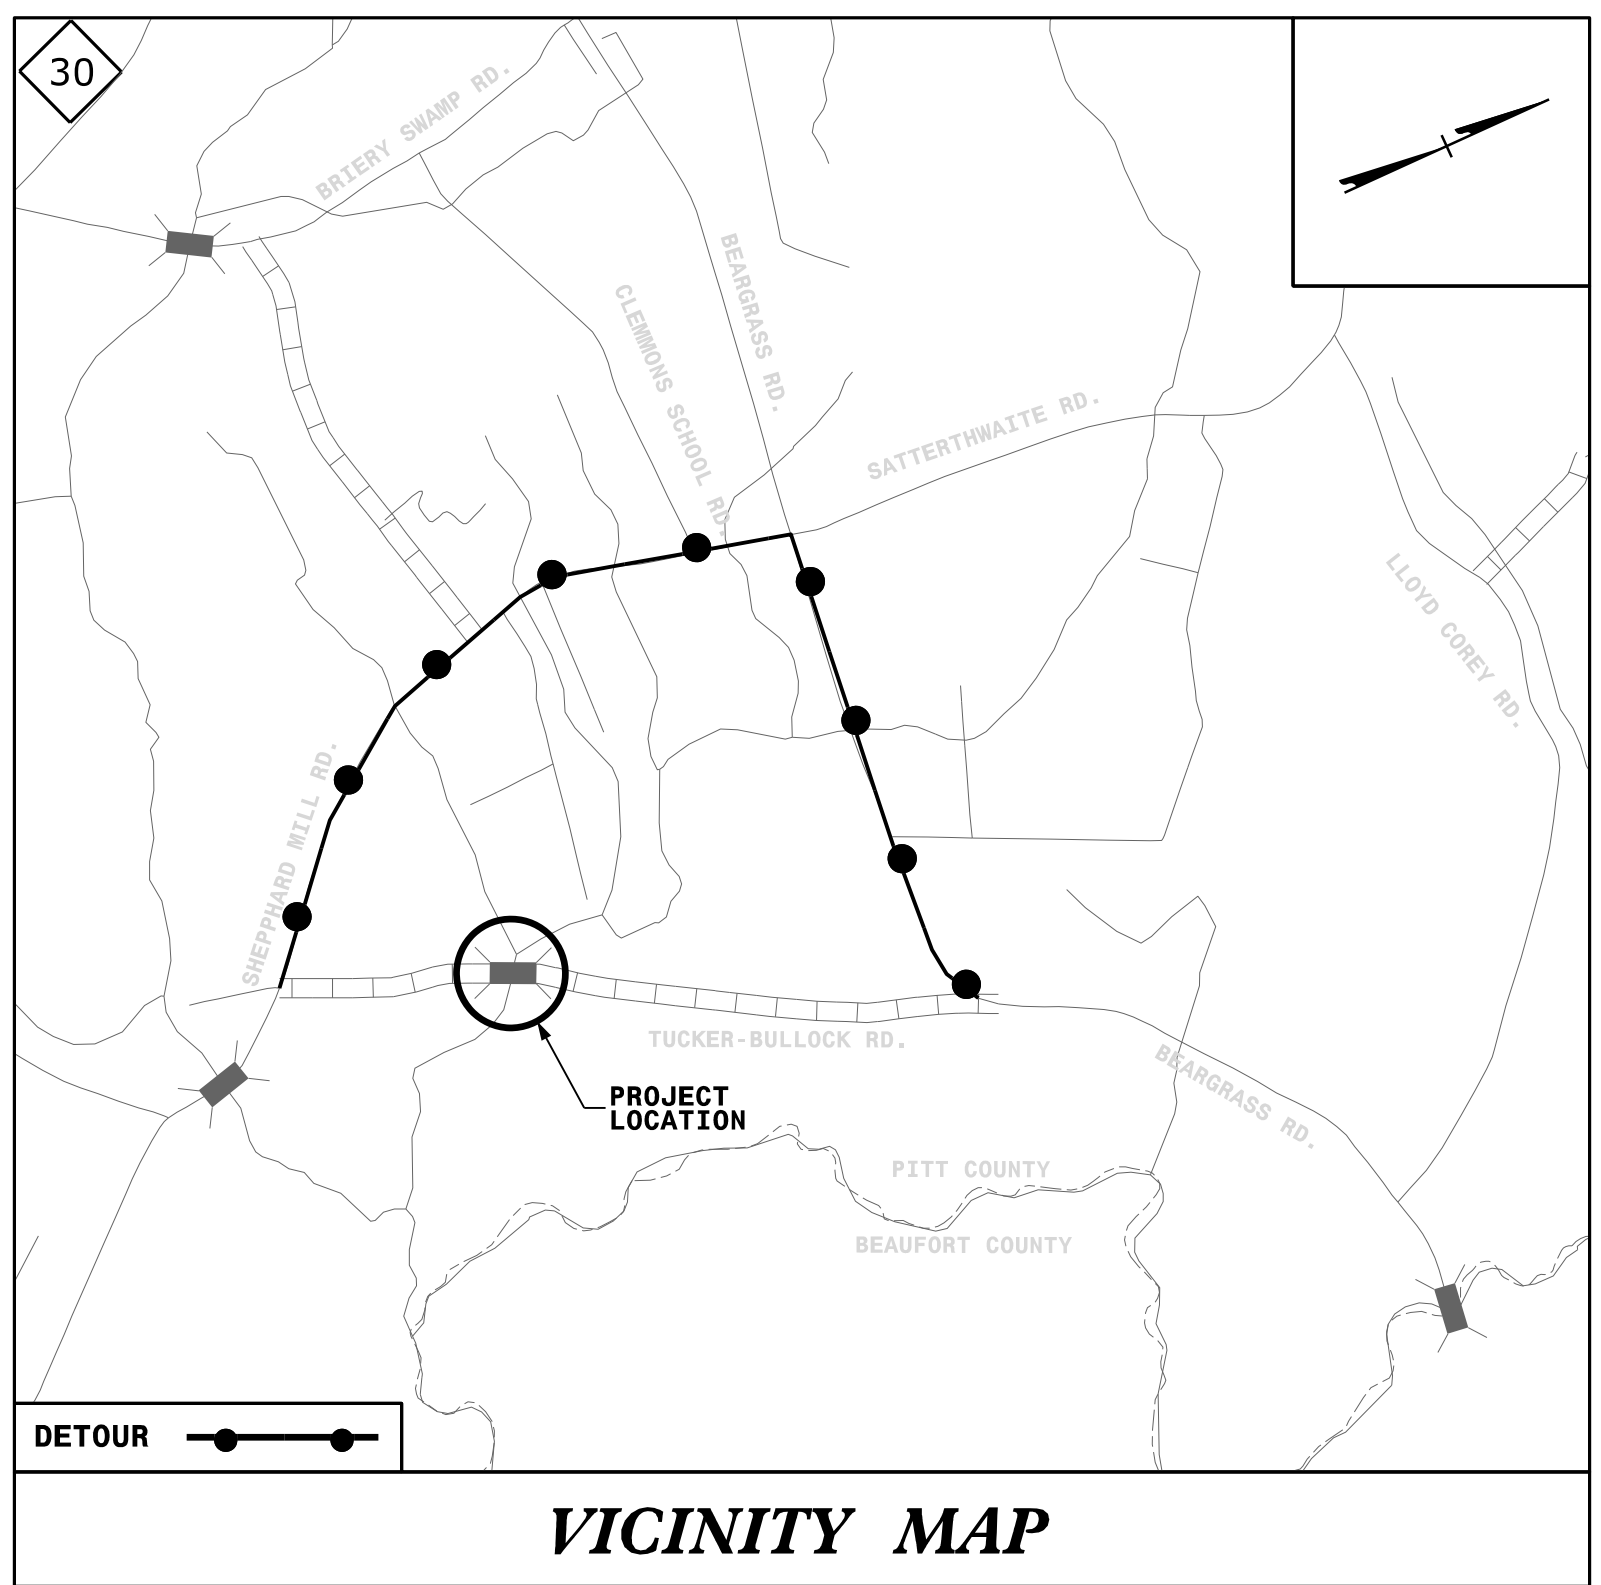 30
BRIERY SWAMP RD.
BEARGRASS RD.
CLEMMONS SCHOOL RD.
SATTERTHWAITE RD.
LLOYD COREY RD.
SHEPPHARD MILL RD.
TUCKER-BULLOCK RD.
BEARGRASS RD.
PROJECT
LOCATION
PITT COUNTY
BEAUFORT COUNTY
DETOUR
VICINITY MAP